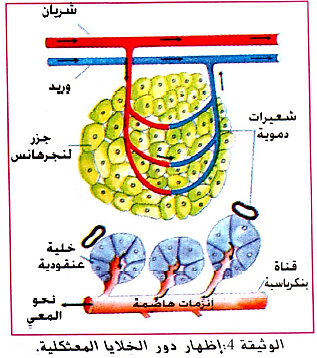 شريان
وريد
شعيرات
دموية
جزر
لنجرهانس
خلية
عنقودية
قناة
بنكرياسية
أنزمات هاضمة
نحو
المعي
الوثيقة 4:إظهار دور الخلايا المعثكلية.